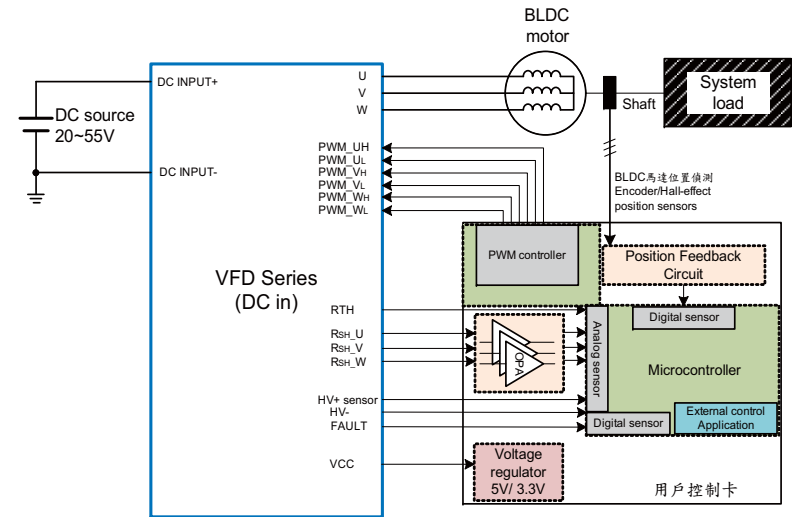 BLDC
motor
DC INPUT+
U
V
W
System
load
Shaft
DC source
20~55V
DC INPUT-
PWM_UH
PWM_UL
PWM_VH
PWM_VL
PWM_WH
PWM_WL
BLDC馬達位置偵測
Encoder/Hall-effect
position sensors
PWM controller
Position Feedback
Circuit
VFD Series
(DC in)
RTH
RSH_U
RSH_V
RSH_W
OPA
Analog sensor
Digital sensor
Microcontroller
HV+ sensor
HV-
FAULT
Digital sensor
External control
Application
VCC
Voltage
regulator
5V/ 3.3V
用戶控制卡